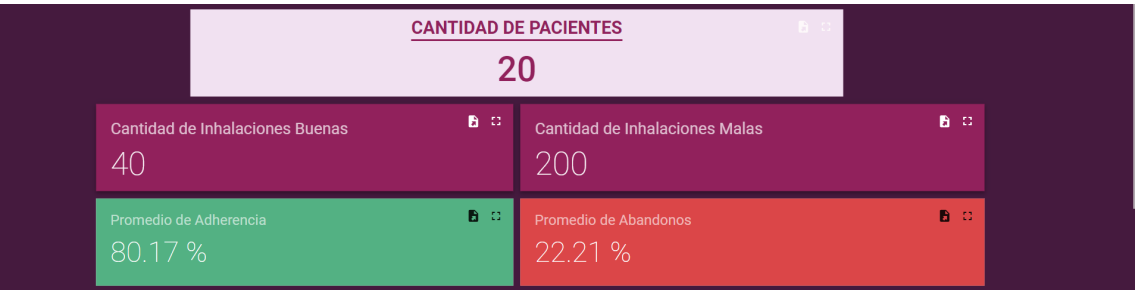 CANTIDAD DE PACIENTES
20
Cantidad de Inhalaciones Buenas
40
Cantidad de Inhalaciones Malas
200
Promedio de Adherencia
80.17 %
Promedio de Abandonos
22.21 %